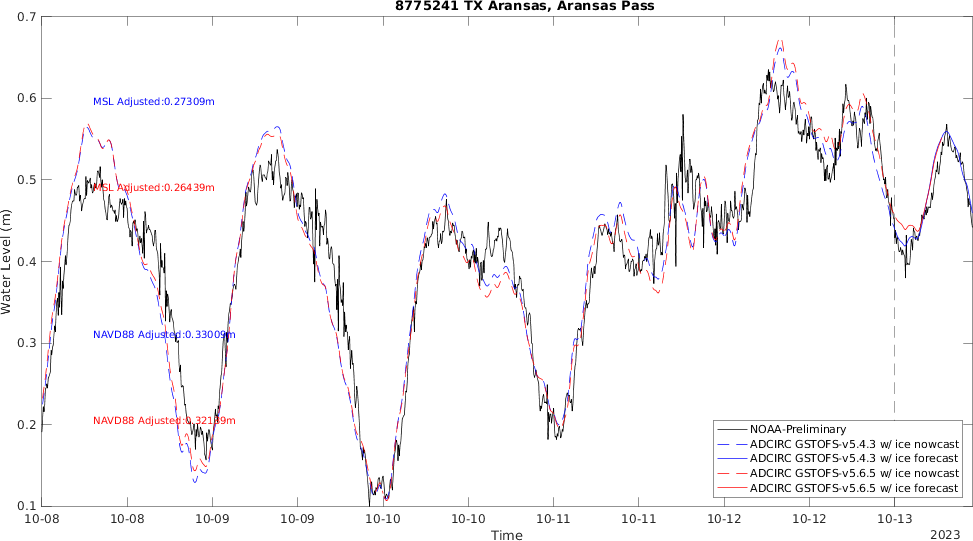 8775241 TX Aransas, Aransas Pass
0.7
0.6
0.5
0.4
0.3
0.2
0.1
Water Level (m)
MSL Adjusted:0.27309m
MSL Adjusted:0.26439m
NAVD88 Adjusted:0.33009m
NAVD88 Adjusted:0.32139m
NOAA-Preliminary
ADCIRC GSTOFS-v5.4.3 w/ ice nowcast
ADCIRC GSTOFS-v5.4.3 w/ ice forecast
ADCIRC GSTOFS-v5.6.5 w/ ice nowcast
ADCIRC GSTOFS-v5.6.5 w/ ice forecast
10-08 10-08 10-09 10-09 10-10 10-10 10-11 10-11 10-12 10-12 10-13
Time
2023